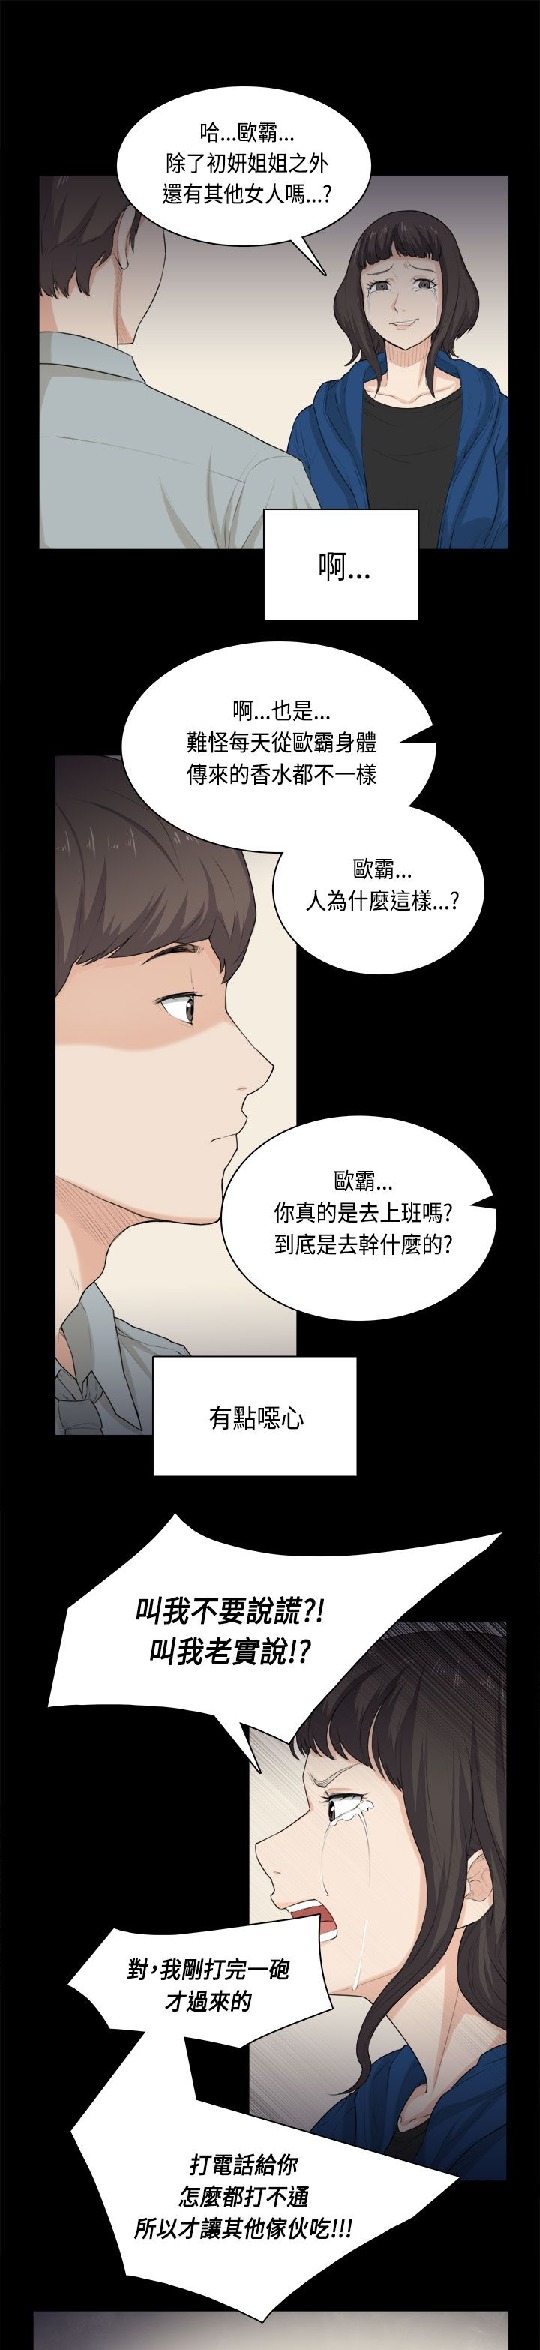 哈...歐霸...
除了初妍姐姐之外
還有其他女人嗎...?
啊...
啊...也是...
難怪每天從歐霸身體
傳來的香水都不一樣
歐霸...
人為什麼這樣...?
歐霸...
你真的是去上班嗎?
到底是去幹什麼的?
有點噁心
叫我不要說謊?!
叫我老實說!?
對,我剛打完一砲
才過來的
打電話給你
怎麼都打不通
所以才讓其他傢伙吃!!!